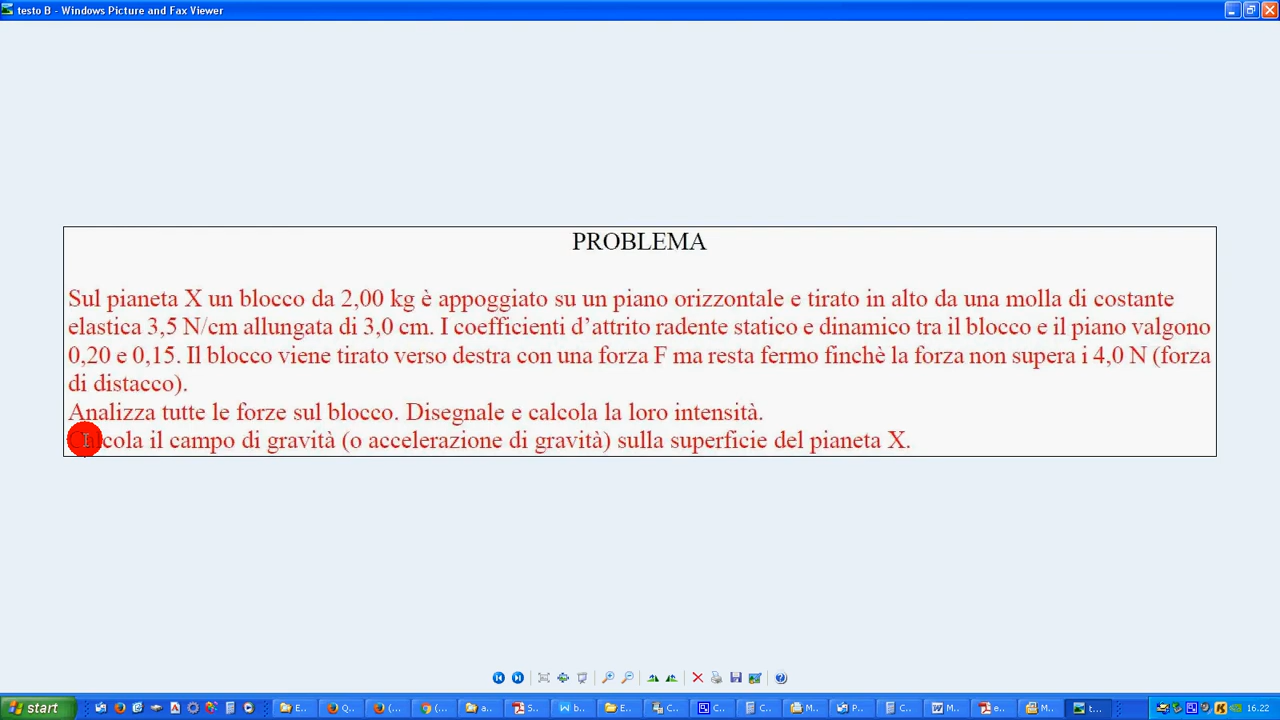 testo B - Windows Picture and Fax Viewer
PROBLEMA
Sul pianeta X un blocco da 2,00 kg è appoggiato su un piano orizzontale e tirato in alto da una molla di costante
elastica 3,5 N/cm allungata di 3,0 cm. I coefficienti d’attrito radente statico e dinamico tra il blocco e il piano valgono
0,20 e 0,15. Il blocco viene tirato verso destra con una forza F ma resta fermo finchè la forza non supera i 4,0 N (forza
di distacco).
Analizza tutte le forze sul blocco. Disegnale e calcola la loro intensità.
Calcola il campo di gravità (o accelerazione di gravità) sulla superficie del pianeta X.
start E... Q... (... (... a... S... b... E... C... C... C... M... P... C... M... e... M... t... 16.22